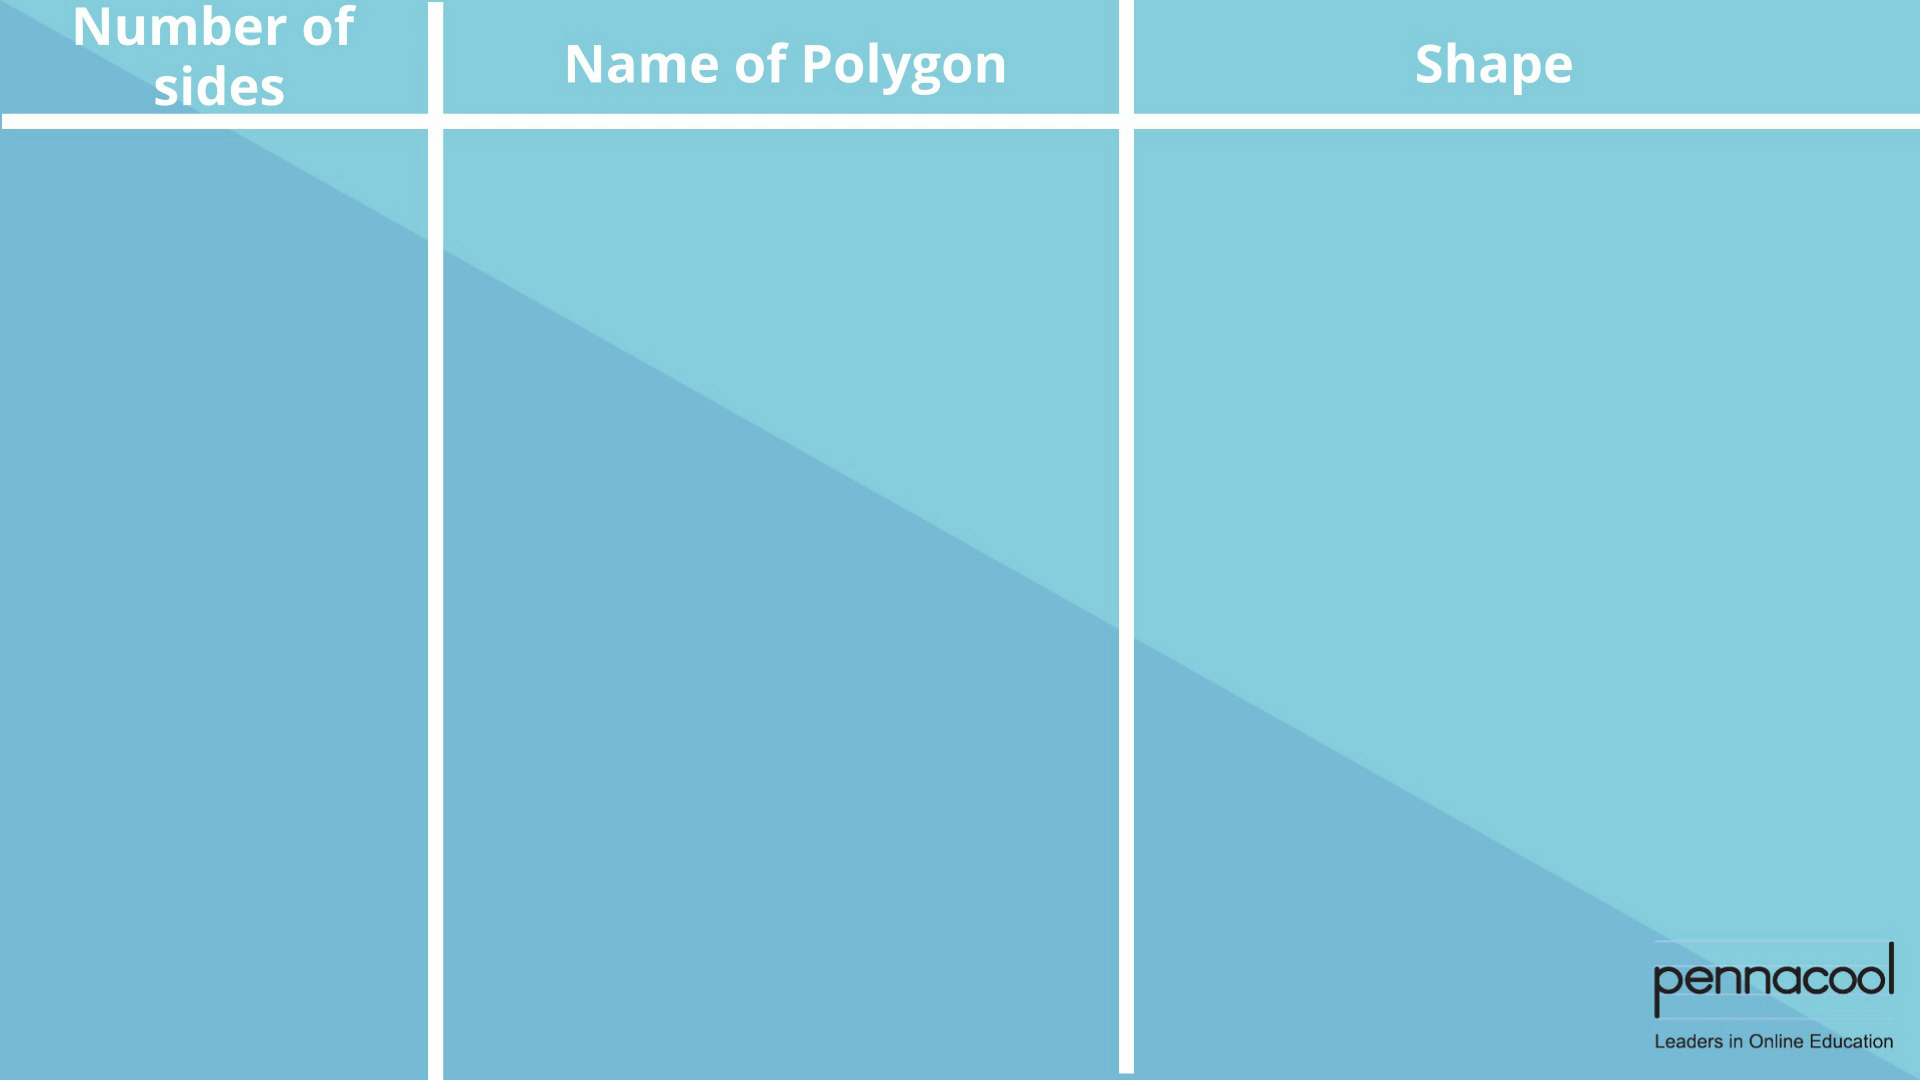 Number of
sides
Name of Polygon
Shape
pennacool
Leaders in Online Education